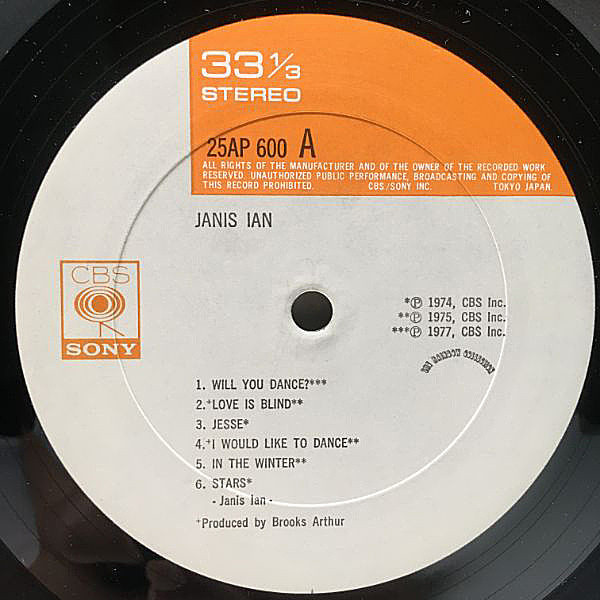 33 1/3
STEREO
25AP 600 A
ALL RIGHTS OF THE MANUFACTURER AND OF THE OWNER OF THE RECORDED WORK
RESERVED. UNAUTHORIZED PUBLIC PERFORMANCE, BROADCASTING AND COPYING OF
THIS RECORD PROHIBITED. CBS/SONY INC. TOKYO JAPAN.
JANIS IAN
CBS
SONY
*℗ 1974, CBS Inc.
**℗ 1975, CBS Inc.
***℗ 1977, CBS Inc.
1. WILL YOU DANCE?***
2.+LOVE IS BLIND**
3. JESSE*
4.+I WOULD LIKE TO DANCE**
5. IN THE WINTER**
6. STARS*
- Janis Ian -
+Produced by Brooks Arthur